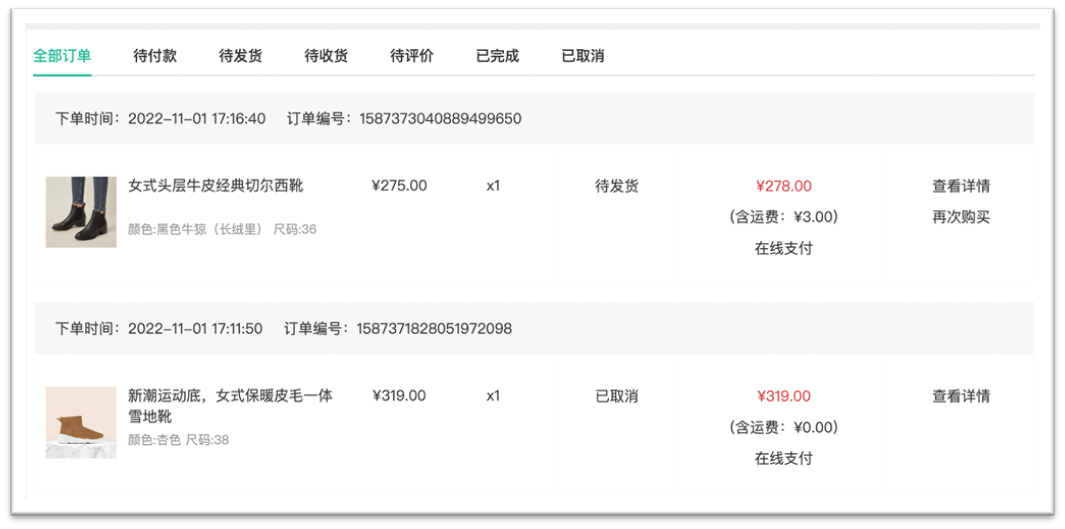 全部订单 待付款 待发货 待收货 待评价 已完成 已取消
下单时间：2022-11-01 17:16:40 订单编号：1587373040889499650
女式头层牛皮经典切尔西靴 ¥275.00 x1 待发货 ¥278.00 查看详情
(含运费：¥3.00) 再次购买
颜色:黑色牛猄（长绒里） 尺码:36
在线支付
下单时间：2022-11-01 17:11:50 订单编号：1587371828051972098
新潮运动底，女式保暖皮毛一体 ¥319.00 x1 已取消 ¥319.00 查看详情
雪地靴
(含运费：¥0.00)
颜色:杏色 尺码:38
在线支付